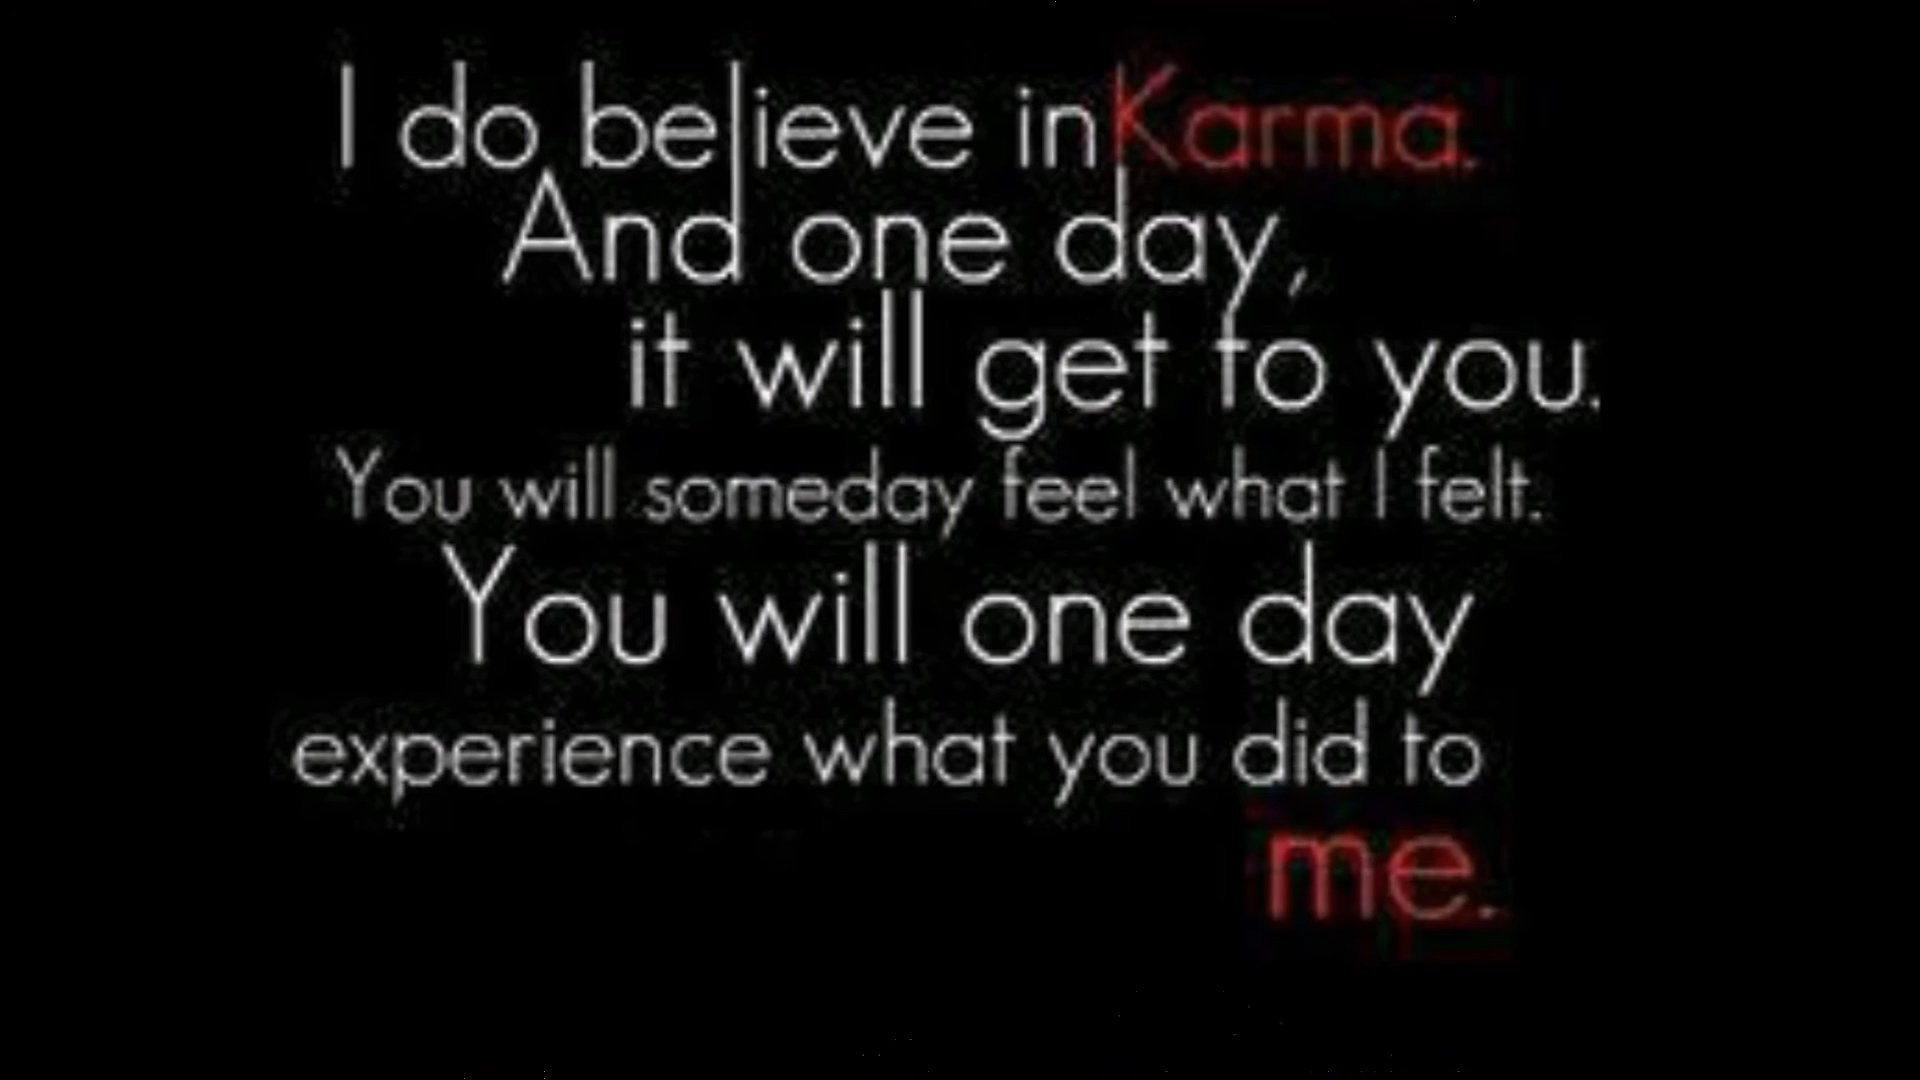 I do believe in Karma.
And one day,
it will get to you.
You will someday feel what I felt.
You will one day
experience what you did to
me.